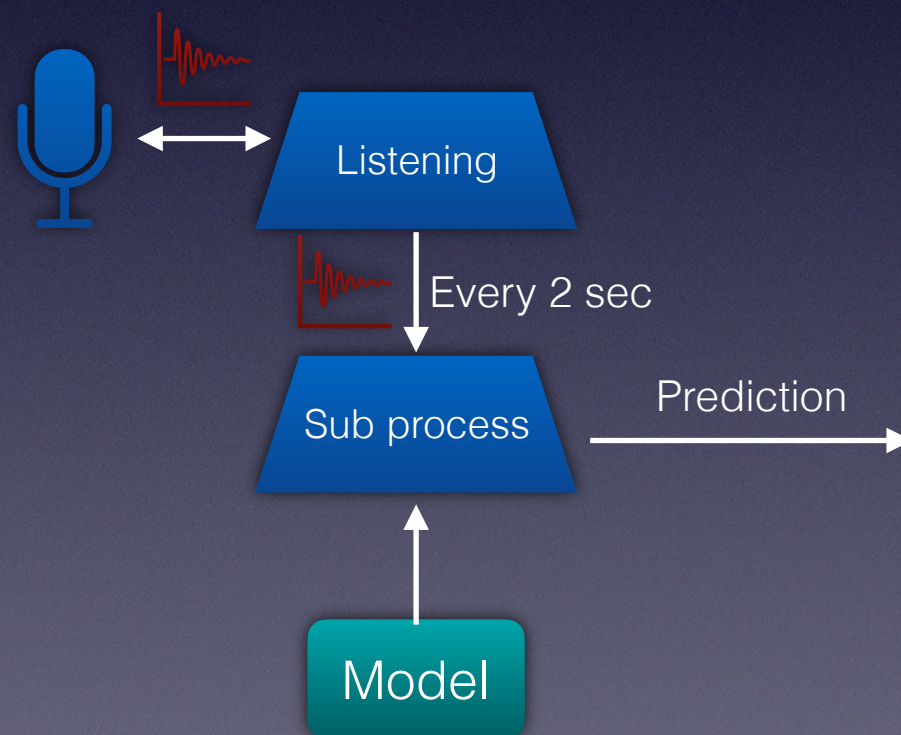 Listening
Every 2 sec
Prediction
Sub process
Model